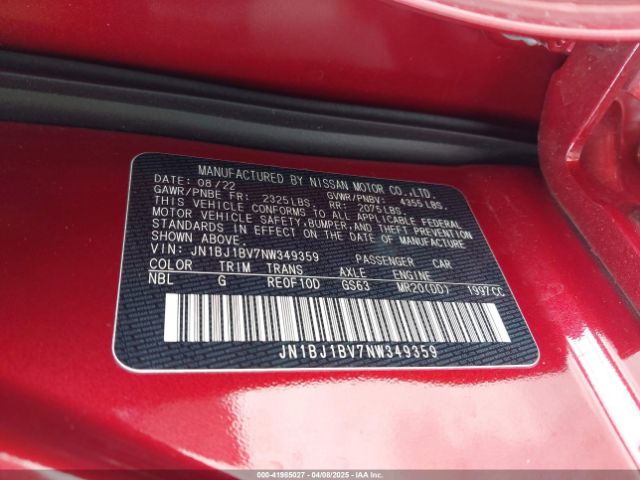 MANUFACTURED BY NISSAN MOTOR CO.,LTD.
DATE: 08/22 GVWR/PNBV: 4355LBS.
GAWR/PNBE FR: 2325LBS. RR: 2075LBS.
THIS VEHICLE CONFORMS TO ALL APPLICABLE FEDERAL
MOTOR VEHICLE SAFETY,BUMPER,AND THEFT PREVENTION
STANDARDS IN EFFECT ON THE DATE OF MANUFACTURE
SHOWN ABOVE.
VIN: JN1BJ1BV7NW349359 PASSENGER CAR
COLOR TRIM TRANS AXLE ENGINE
NBL G RE0F10D GS63 MR20(DD) 1997CC
JN1BJ1BV7NW349359
000-41985027 - 04/08/2025 - IAAI.COM